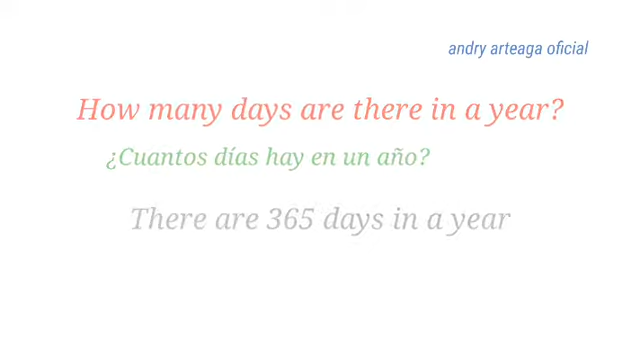 andry arteaga oficial
How many days are there in a year?
¿Cuantos días hay en un año?
There are 365 days in a year